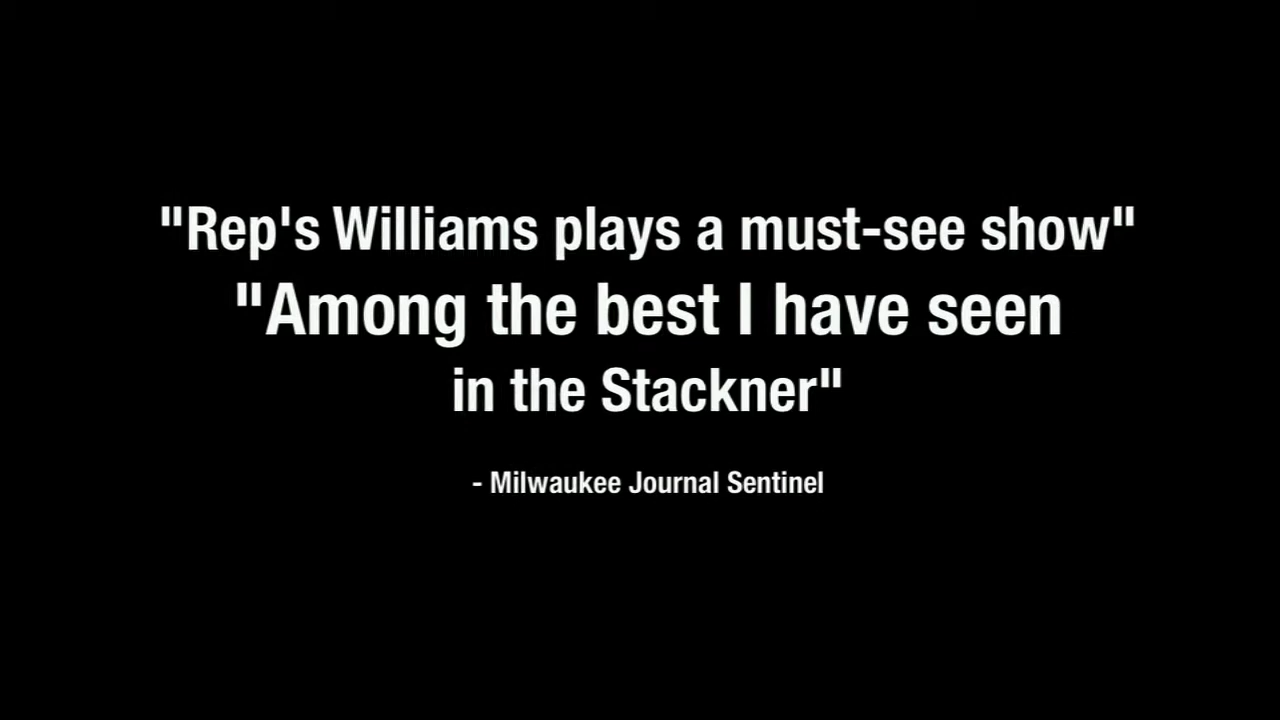 "Rep's Williams plays a must-see show"
"Among the best I have seen
in the Stackner"
- Milwaukee Journal Sentinel